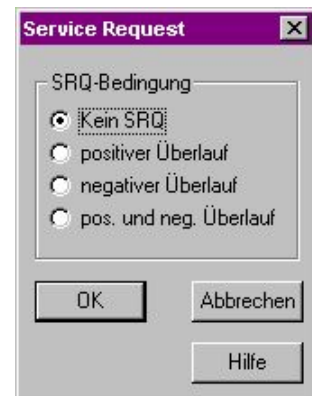 Service Request
SRQ-Bedingung
Kein SRQ
positiver Überlauf
negativer Überlauf
pos. und neg. Überlauf
OK
Abbrechen
Hilfe